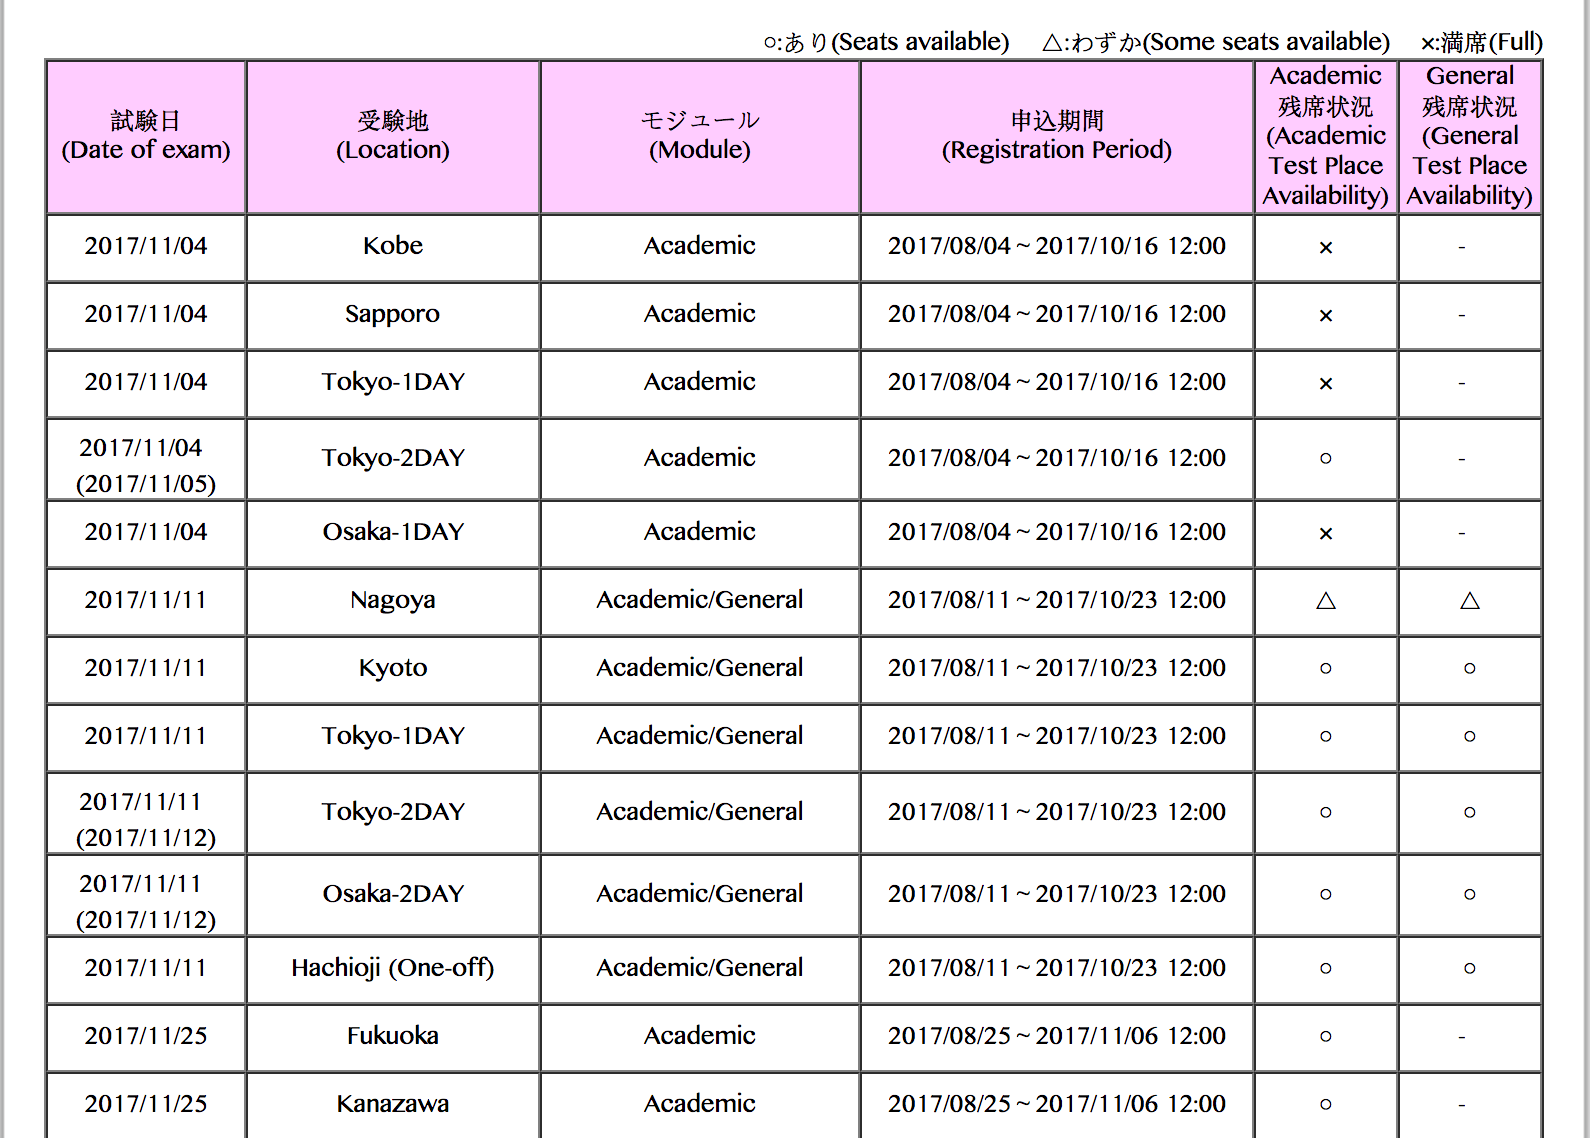 ○:あり(Seats available) △:わずか(Some seats available) ×:満席(Full)
試験日
(Date of exam)
受験地
(Location)
モジュール
(Module)
申込期間
(Registration Period)
Academic
残席状況
(Academic
Test Place
Availability)
General
残席状況
(General
Test Place
Availability)
2017/11/04 Kobe Academic 2017/08/04~2017/10/16 12:00 × -
2017/11/04 Sapporo Academic 2017/08/04~2017/10/16 12:00 × -
2017/11/04 Tokyo-1DAY Academic 2017/08/04~2017/10/16 12:00 × -
2017/11/04
(2017/11/05)
Tokyo-2DAY Academic 2017/08/04~2017/10/16 12:00 ○ -
2017/11/04 Osaka-1DAY Academic 2017/08/04~2017/10/16 12:00 × -
2017/11/11 Nagoya Academic/General 2017/08/11~2017/10/23 12:00 △ △
2017/11/11 Kyoto Academic/General 2017/08/11~2017/10/23 12:00 ○ ○
2017/11/11 Tokyo-1DAY Academic/General 2017/08/11~2017/10/23 12:00 ○ ○
2017/11/11
(2017/11/12)
Tokyo-2DAY Academic/General 2017/08/11~2017/10/23 12:00 ○ ○
2017/11/11
(2017/11/12)
Osaka-2DAY Academic/General 2017/08/11~2017/10/23 12:00 ○ ○
2017/11/11 Hachioji (One-off) Academic/General 2017/08/11~2017/10/23 12:00 ○ ○
2017/11/25 Fukuoka Academic 2017/08/25~2017/11/06 12:00 ○ -
2017/11/25 Kanazawa Academic 2017/08/25~2017/11/06 12:00 ○ -